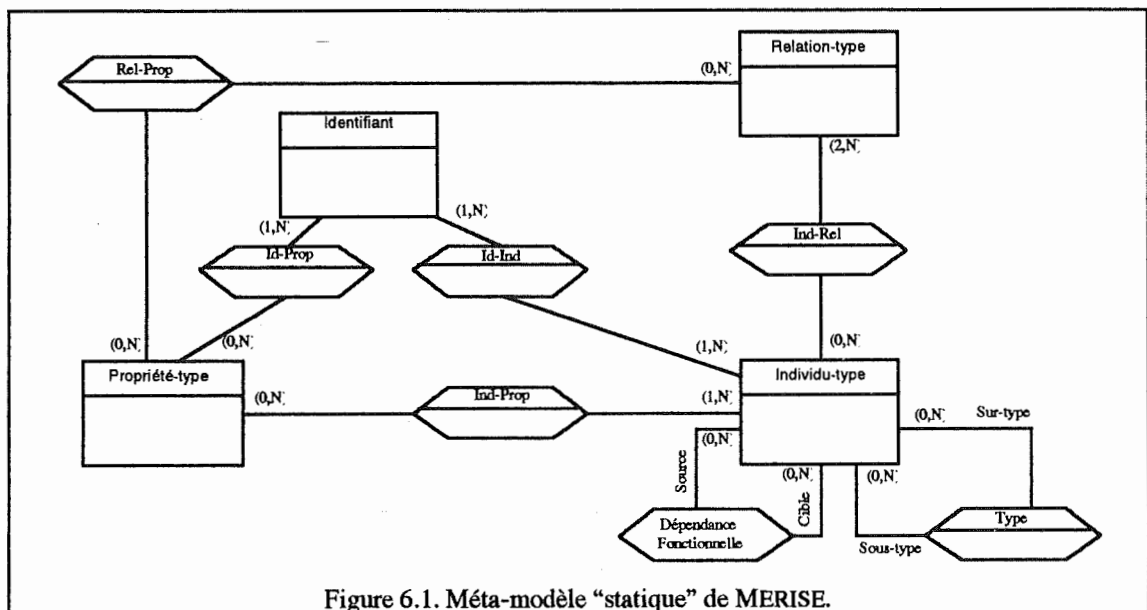 Relation-type
Rel-Prop
(0,N)
Identifiant
(2,N)
(1,N)
(1,N)
Ind-Rel
Id-Prop
Id-Ind
(0,N)
(0,N)
(1,N)
(0,N)
Propriété-type
Individu-type
(0,N)
Ind-Prop
(1,N)
(0,N)
Sur-type
(0,N)
(0,N)
(0,N)
Source
Cible
Dépendance
Fonctionnelle
Type
Sous-type
Figure 6.1. Méta-modèle “statique” de MERISE.